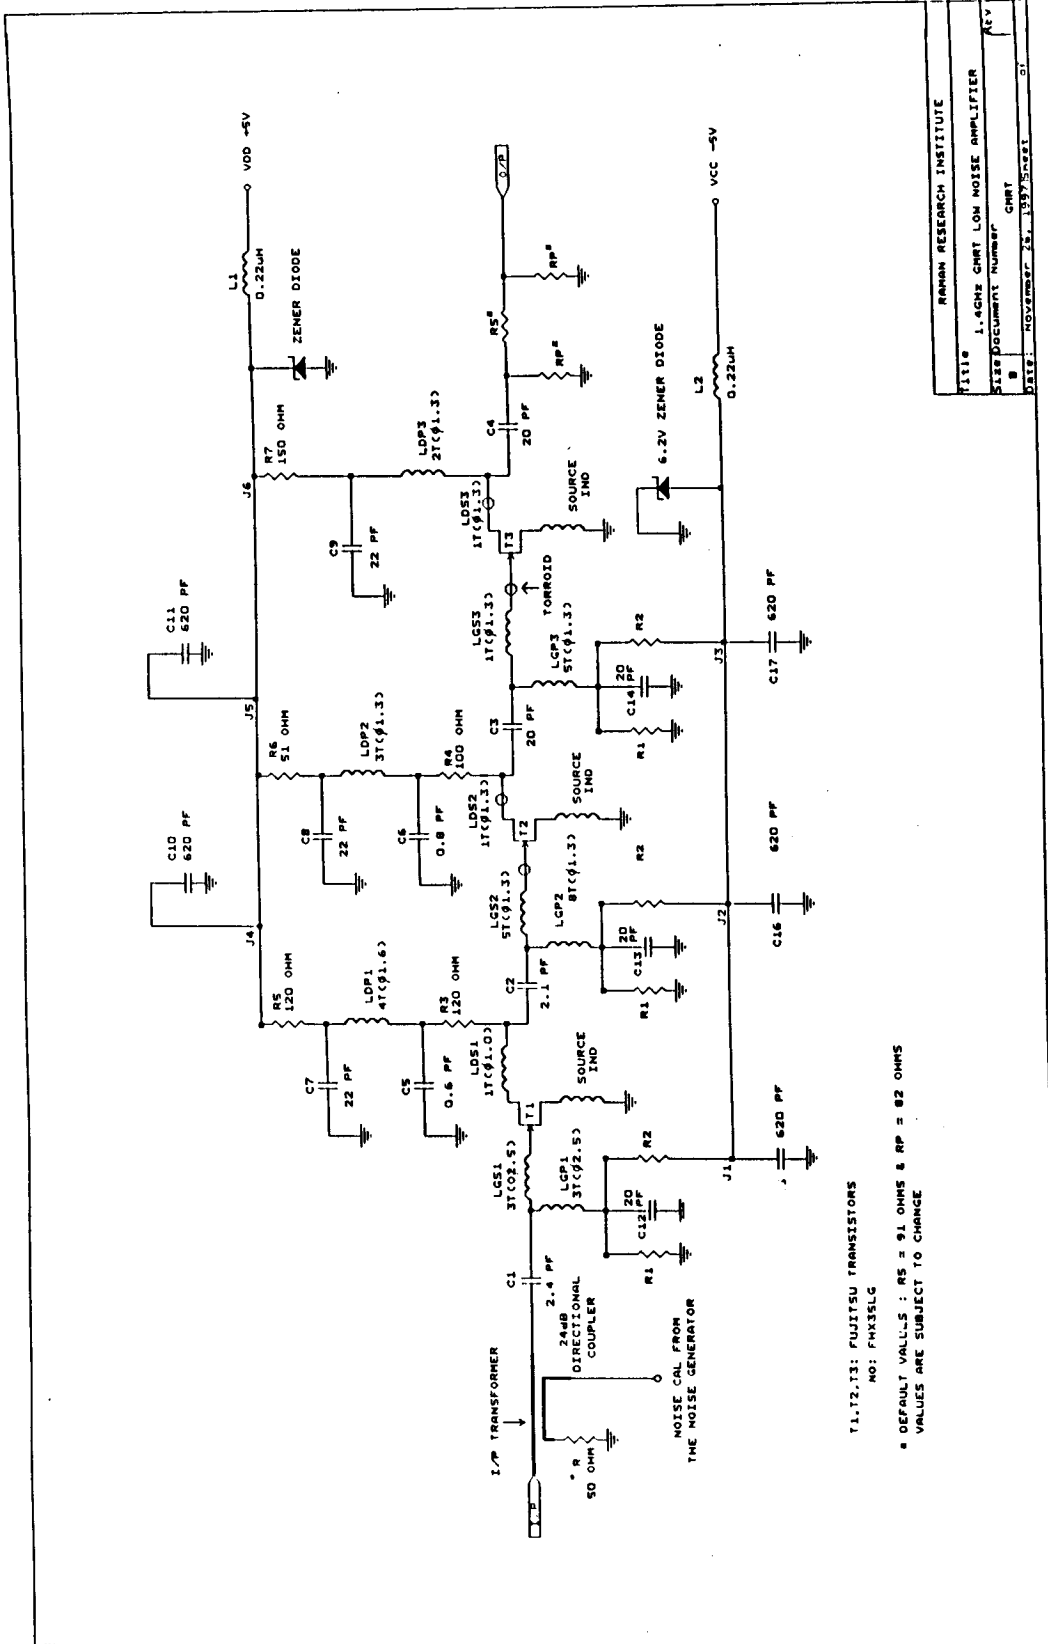 C10
620 PF
C11
620 PF
J4
J5
J6
L1
0.22uH
VDD +5V
ZENER DIODE
R5
120 OHM
R6
51 OHM
R7
150 OHM
C7
22 PF
LDP1
4T(φ1.6)
C8
22 PF
LDP2
3T(φ1.3)
C9
22 PF
LDP3
2T(φ1.3)
C5
0.6 PF
R3
120 OHM
C6
0.8 PF
R4
100 OHM
LDS1
1T(φ1.0)
LDS2
1T(φ1.3)
LDS3
1T(φ1.3)
C4
20 PF
RS*
RP*
RP*
O/P
I/P TRANSFORMER
C1
2.4 PF
LGS1
3T(O2.5)
T1
C2
2.1 PF
LGS2
5T(φ1.3)
T2
C3
20 PF
LGS3
1T(φ1.3)
T3
TORROID
SOURCE
IND
SOURCE
IND
SOURCE
IND
24dB
DIRECTIONAL
COUPLER
R
50 OHM
NOISE CAL FROM
THE NOISE GENERATOR
LGP1
3T(φ2.5)
LGP2
8T(φ1.3)
LGP3
5T(φ1.3)
R1
20
PF
C12
R2
R1
20
PF
C13
R2
R1
20
PF
C14
R2
6.2V ZENER DIODE
J1
J2
J3
L2
0.22uH
VCC -5V
620 PF
C16
620 PF
C17
620 PF
T1.T2.T3: FUJITSU TRANSISTORS
NO: FHX35LG
* DEFAULT VALUES : RS = 91 OHMS & RP = 82 OHMS
VALUES ARE SUBJECT TO CHANGE
RAMAN RESEARCH INSTITUTE
Title
1.4GHz GMRT LOW NOISE AMPLIFIER
Size Document Number
REV
B
GMRT
Date: November 1997 Sheet of